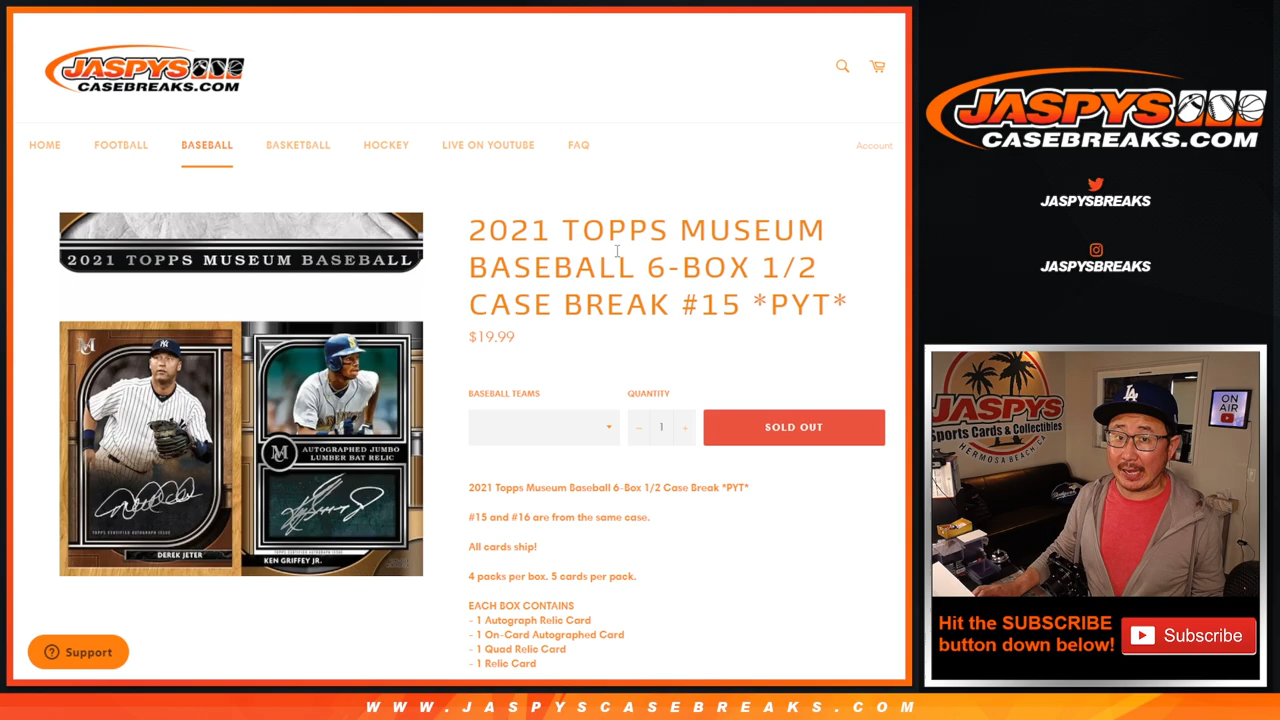 JASPYS
CASEBREAKS.COM
HOME
FOOTBALL
BASEBALL
BASKETBALL
HOCKEY
LIVE ON YOUTUBE
FAQ
Account
2021 TOPPS MUSEUM BASEBALL
DEREK JETER
AUTOGRAPHED JUMBO
LUMBER BAT RELIC
KEN GRIFFEY JR.
2021 TOPPS MUSEUM
BASEBALL 6-BOX 1/2
CASE BREAK #15 *PYT*
$19.99
BASEBALL TEAMS
QUANTITY
− 1 +
SOLD OUT
2021 Topps Museum Baseball 6-Box 1/2 Case Break *PYT*
#15 and #16 are from the same case.
All cards ship!
4 packs per box, 5 cards per pack.
EACH BOX CONTAINS
- 1 Autograph Relic Card
- 1 On-Card Autographed Card
- 1 Quad Relic Card
- 1 Relic Card
Support
JASPYS
CASEBREAKS.COM
JASPYSBREAKS
JASPYSBREAKS
JASPYS
Sports Cards & Collectibles
HERMOSA BEACH, CA
LA
ON
AIR
Hit the SUBSCRIBE
button down below!
Subscribe
WWW.JASPYSCASEBREAKS.COM